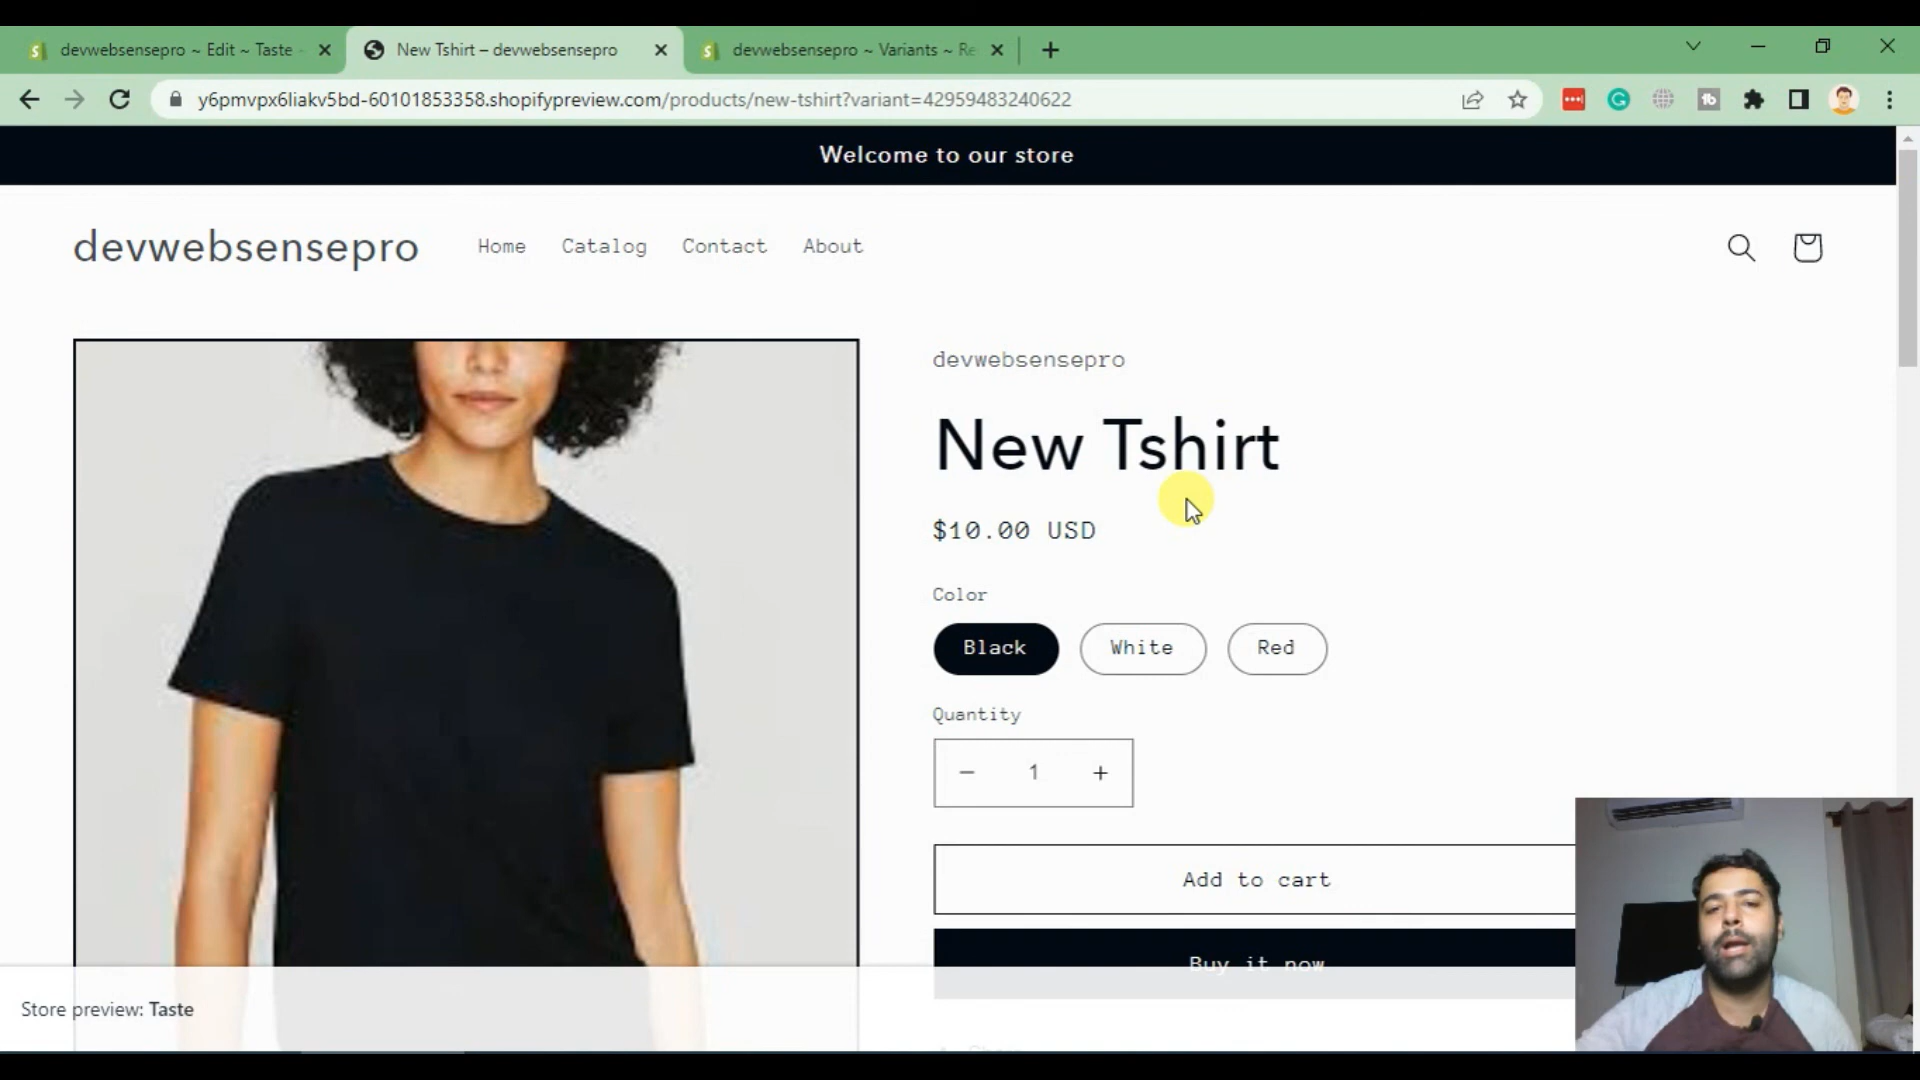 devwebsensepro ~ Edit ~ Taste
New Tshirt – devwebsensepro
devwebsensepro ~ Variants ~ Re
y6pmvpx6liakv5bd-60101853358.shopifypreview.com/products/new-tshirt?variant=42959483240622
Welcome to our store
devwebsensepro
Home
Catalog
Contact
About
devwebsensepro
New Tshirt
$10.00 USD
Color
Black
White
Red
Quantity
1
Add to cart
Buy it now
Store preview: Taste